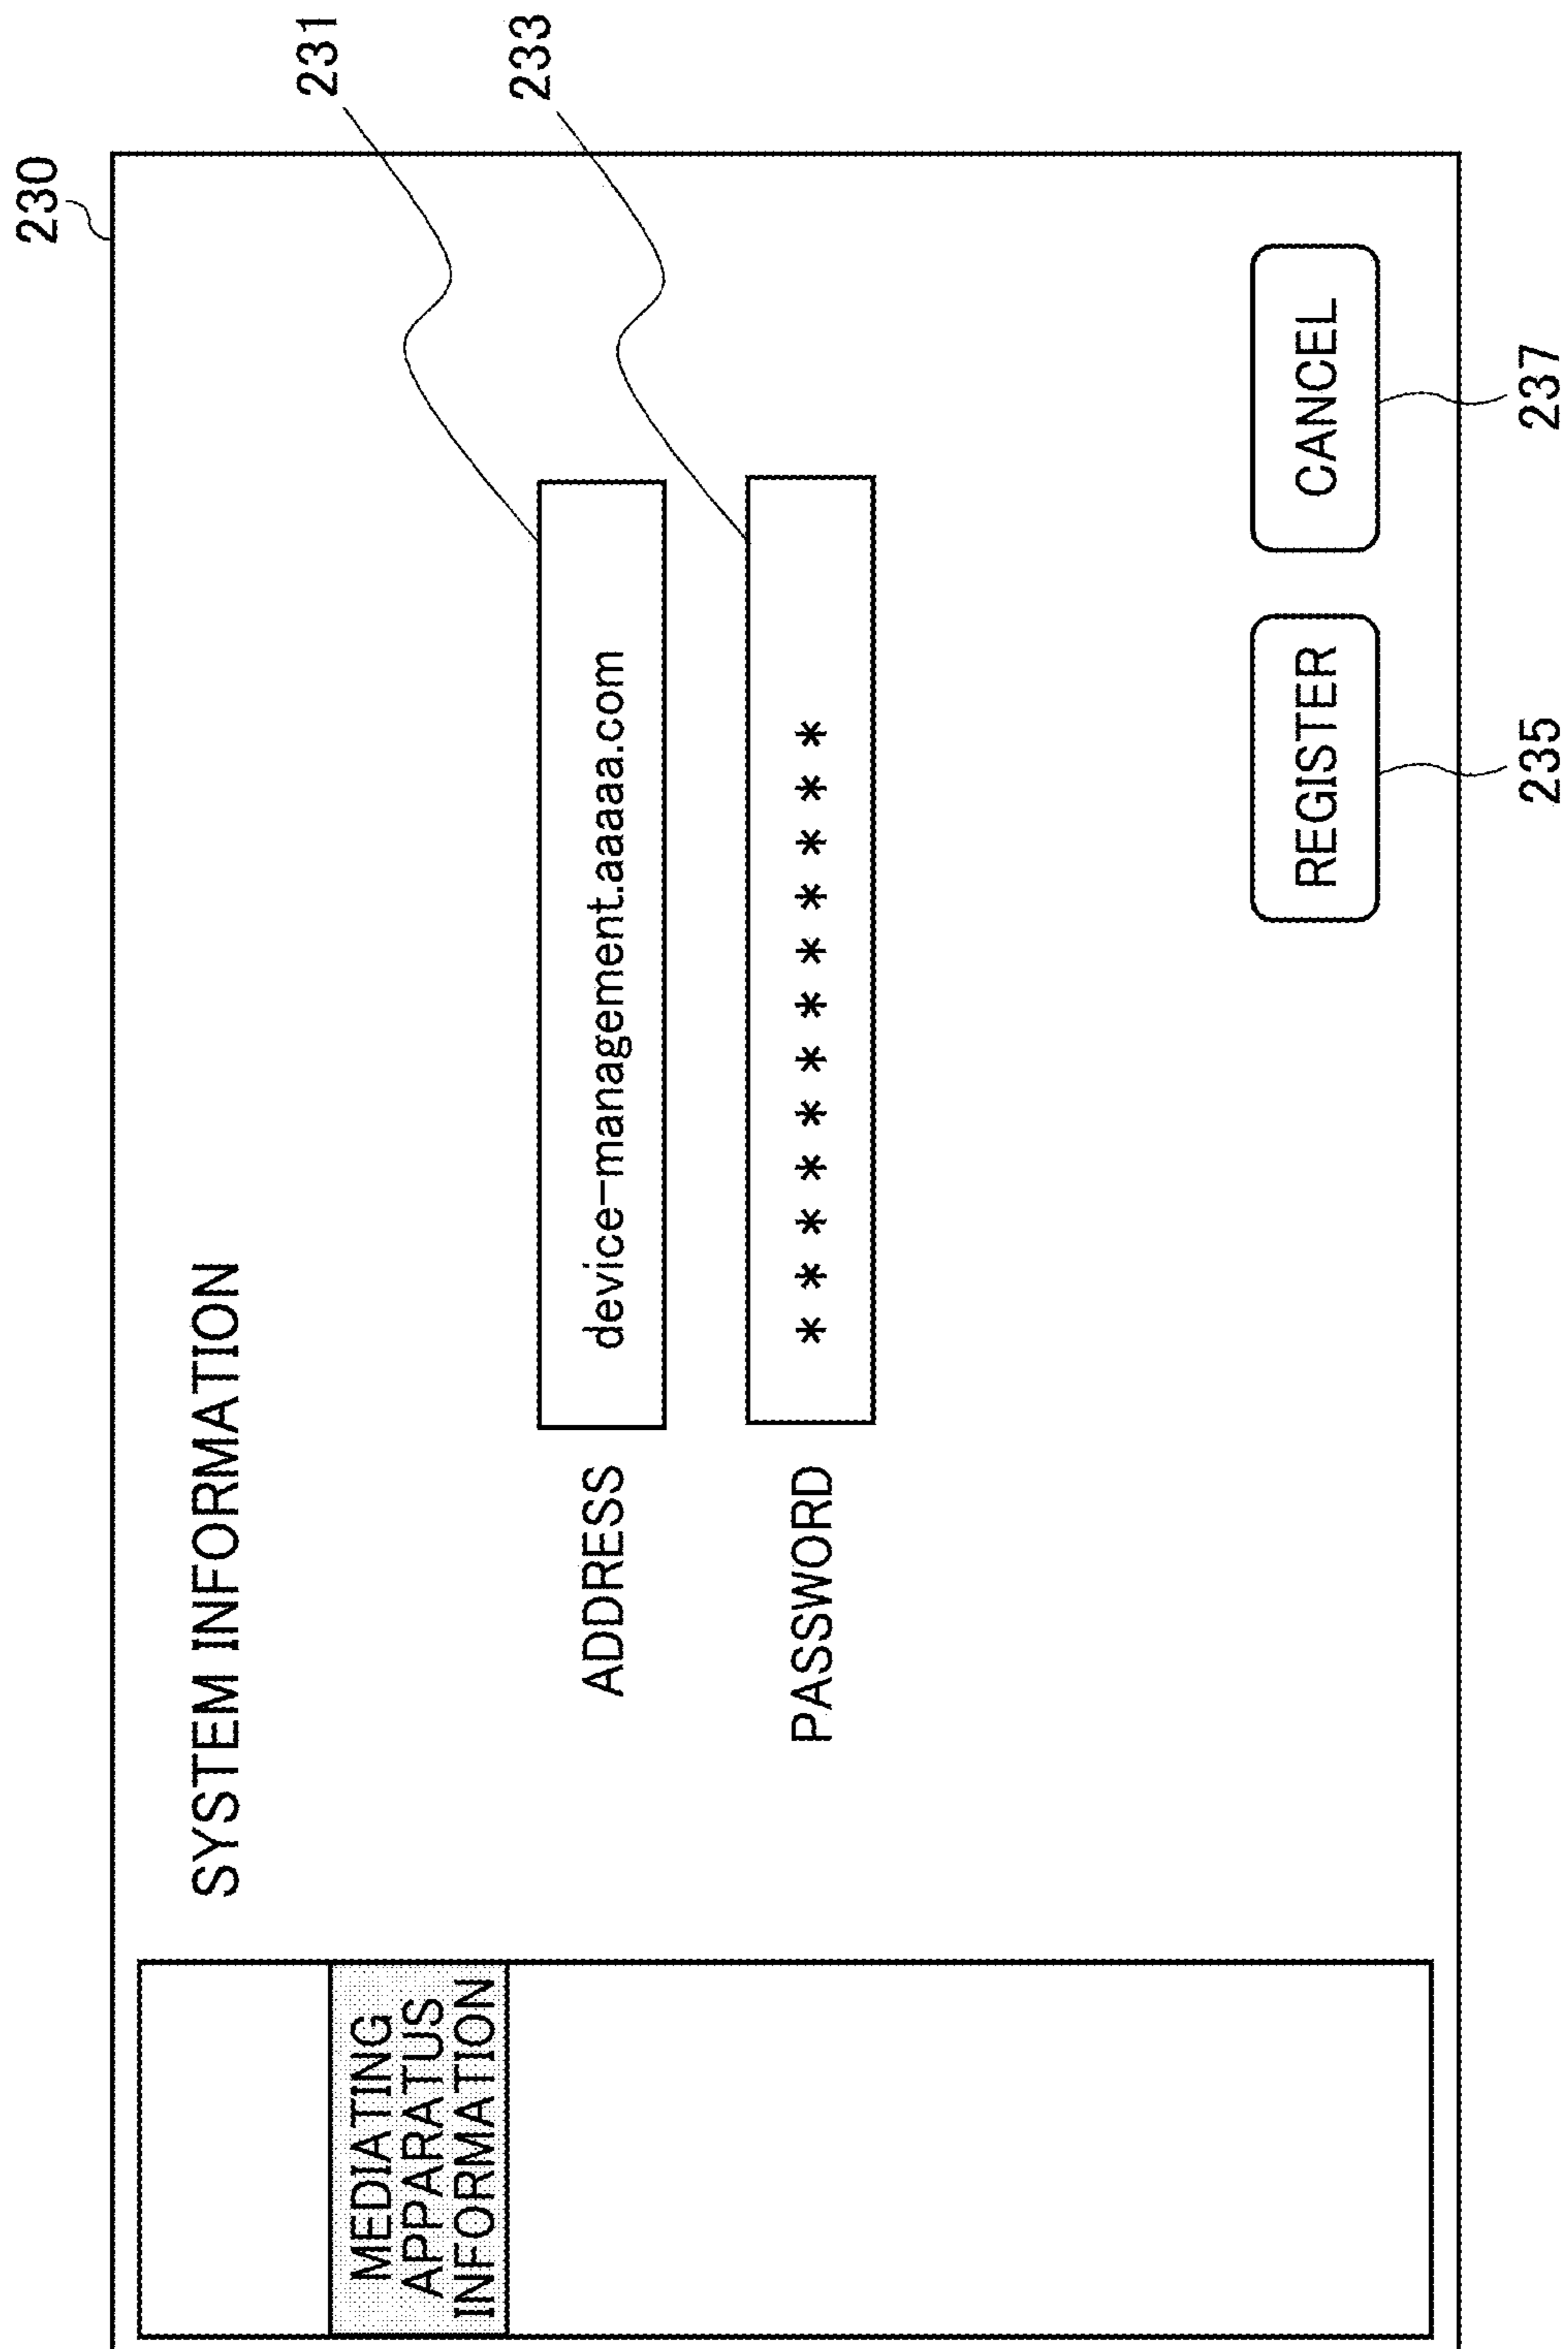 230
231
233
SYSTEM INFORMATION
MEDIATING
APPARATUS
INFORMATION
ADDRESS device-management.aaaaa.com
PASSWORD * * * * * * * * * * * *
REGISTER CANCEL
235 237